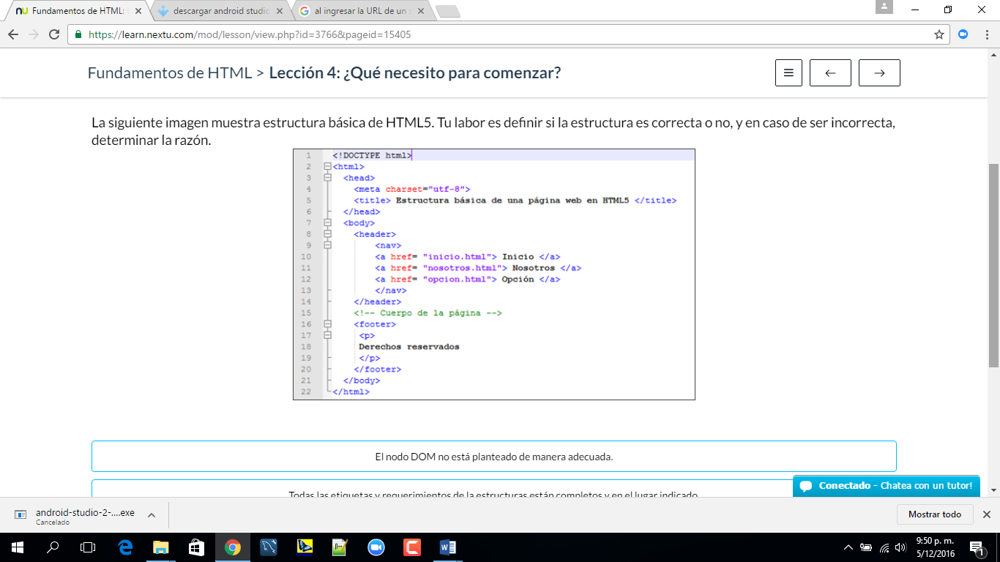 Fundamentos de HTML:
descargar android studio
al ingresar la URL de un s
https://learn.nextu.com/mod/lesson/view.php?id=3766&pageid=15405
Fundamentos de HTML > Lección 4: ¿Qué necesito para comenzar?
La siguiente imagen muestra estructura básica de HTML5. Tu labor es definir si la estructura es correcta o no, y en caso de ser incorrecta,
determinar la razón.
1 <!DOCTYPE html>
2 <html>
3 <head>
4 <meta charset="utf-8">
5 <title> Estructura básica de una página web en HTML5 </title>
6 </head>
7 <body>
8 <header>
9 <nav>
10 <a href= "inicio.html"> Inicio </a>
11 <a href= "nosotros.html"> Nosotros </a>
12 <a href= "opcion.html"> Opción </a>
13 </nav>
14 </header>
15 <!-- Cuerpo de la página -->
16 <footer>
17 <p>
18 Derechos reservados
19 </p>
20 </footer>
21 </body>
22 </html>
El nodo DOM no está planteado de manera adecuada.
Todas las etiquetas y requerimientos de la estructuras están completos y en el lugar indicado
Conectado - Chatea con un tutor!
android-studio-2-....exe
Cancelado
Mostrar todo
9:50 p. m.
5/12/2016
1